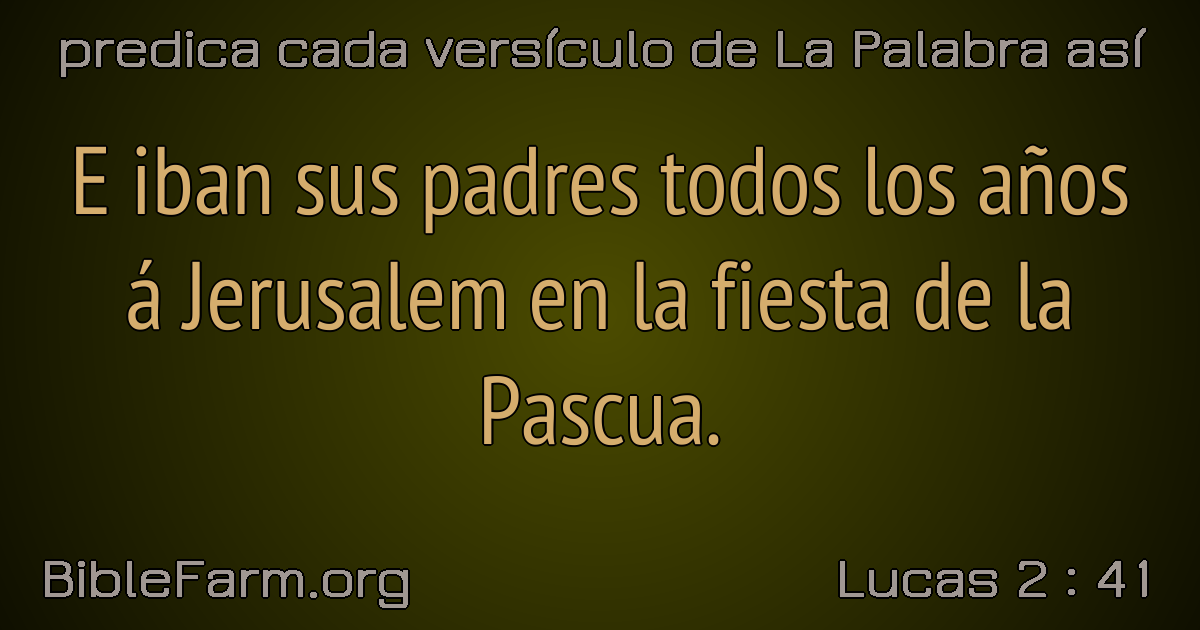 predica cada versículo de La Palabra así
E iban sus padres todos los años
á Jerusalem en la fiesta de la
Pascua.
BibleFarm.org
Lucas 2 : 41